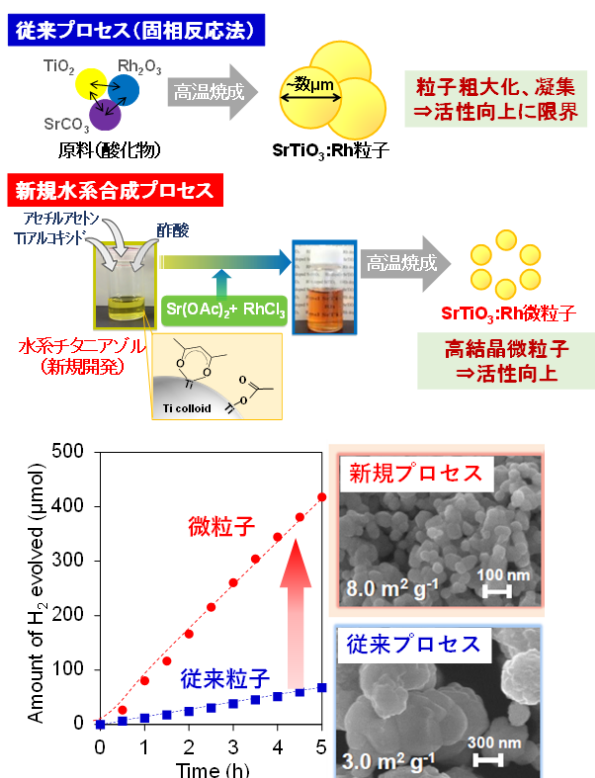 従来プロセス(固相反応法)
TiO2 Rh2O3
SrCO3
原料(酸化物)
高温焼成
~数μm
SrTiO3:Rh粒子
粒子粗大化、凝集
⇒活性向上に限界
新規水系合成プロセス
アセチルアセトン
Tiアルコキシド
酢酸
Sr(OAc)2+ RhCl3
水系チタニアゾル
(新規開発)
O
O
Ti
O
O
Ti
Ti colloid
高温焼成
SrTiO3:Rh微粒子
高結晶微粒子
⇒活性向上
Amount of H2 evolved (μmol)
500
400
300
200
100
0
0 1 2 3 4 5
Time (h)
微粒子
従来粒子
新規プロセス
8.0 m2 g-1
100 nm
従来プロセス
3.0 m2 g-1
300 nm